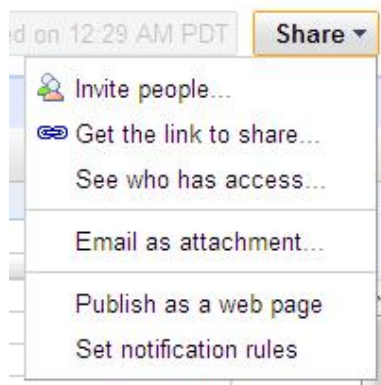 d on 12:29 AM PDT Share
Invite people...
Get the link to share...
See who has access...
Email as attachment...
Publish as a web page
Set notification rules